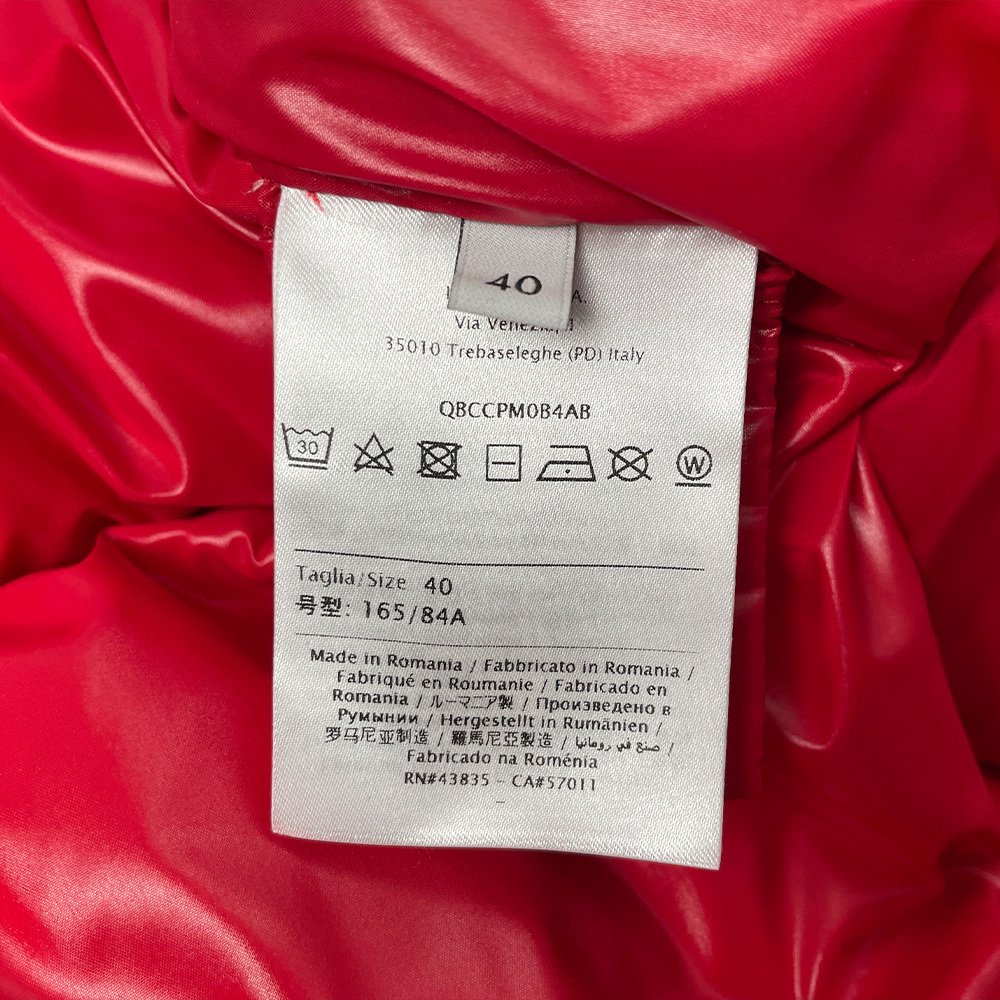 40
A.
Via Venezia, 1
35010 Trebaseleghe (PD) Italy
QBCCPM0B4AB
30
W
Taglia/Size 40
号型: 165/84A
Made in Romania / Fabbricato in Romania /
Fabriqué en Roumanie / Fabricado en
Romania / ルーマニア製 / Произведено в
Румынии / Hergestellt in Rumänien /
罗马尼亚制造 / 羅馬尼亞製造 / صنع في رومانيا /
Fabricado na Roménia
RN#43835 - CA#57011